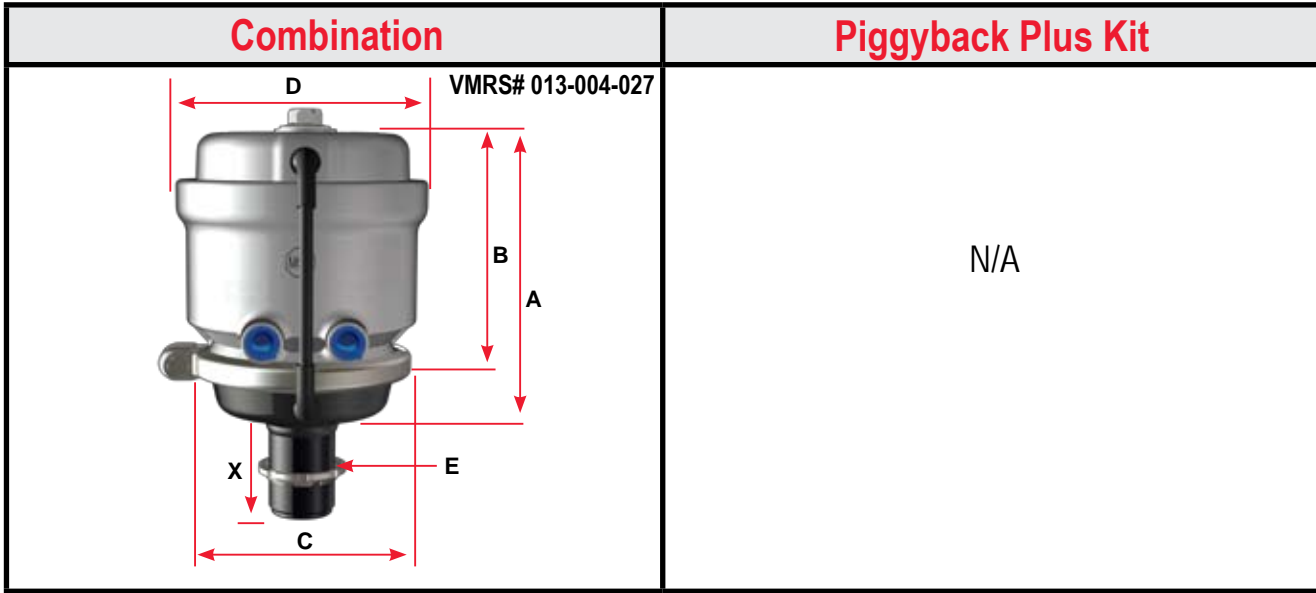 Combination
Piggyback Plus Kit
VMRS# 013-004-027
D
B
A
N/A
X
E
C